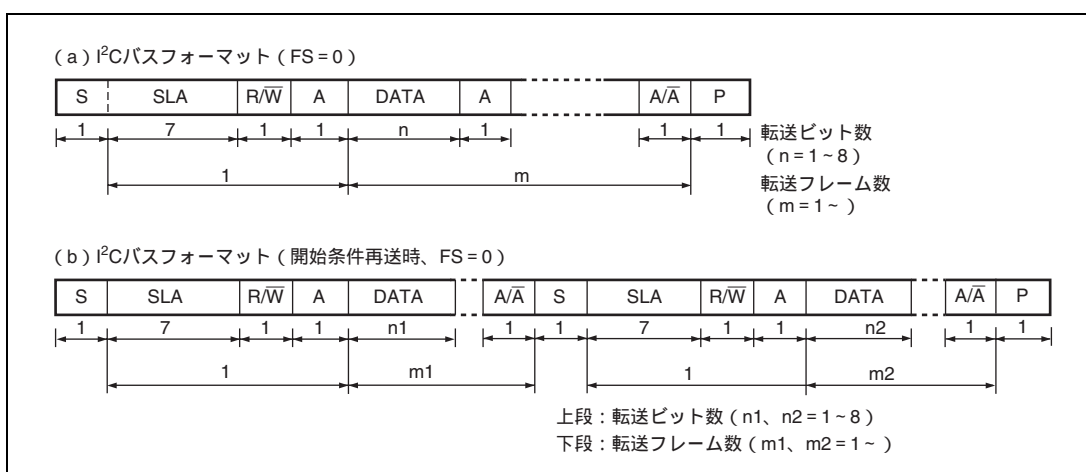 (a) I²Cバスフォーマット(FS=0)
S SLA R/W̅ A DATA A A/A̅ P
1 7 1 1 n 1 1 1 転送ビット数
(n=1~8)
1 m 転送フレーム数
(m=1~ )
(b) I²Cバスフォーマット(開始条件再送時、FS=0)
S SLA R/W̅ A DATA A/A̅ S SLA R/W̅ A DATA A/A̅ P
1 7 1 1 n1 1 1 7 1 1 n2 1 1
1 m1 1 m2
上段:転送ビット数(n1、n2=1~8)
下段:転送フレーム数(m1、m2=1~ )